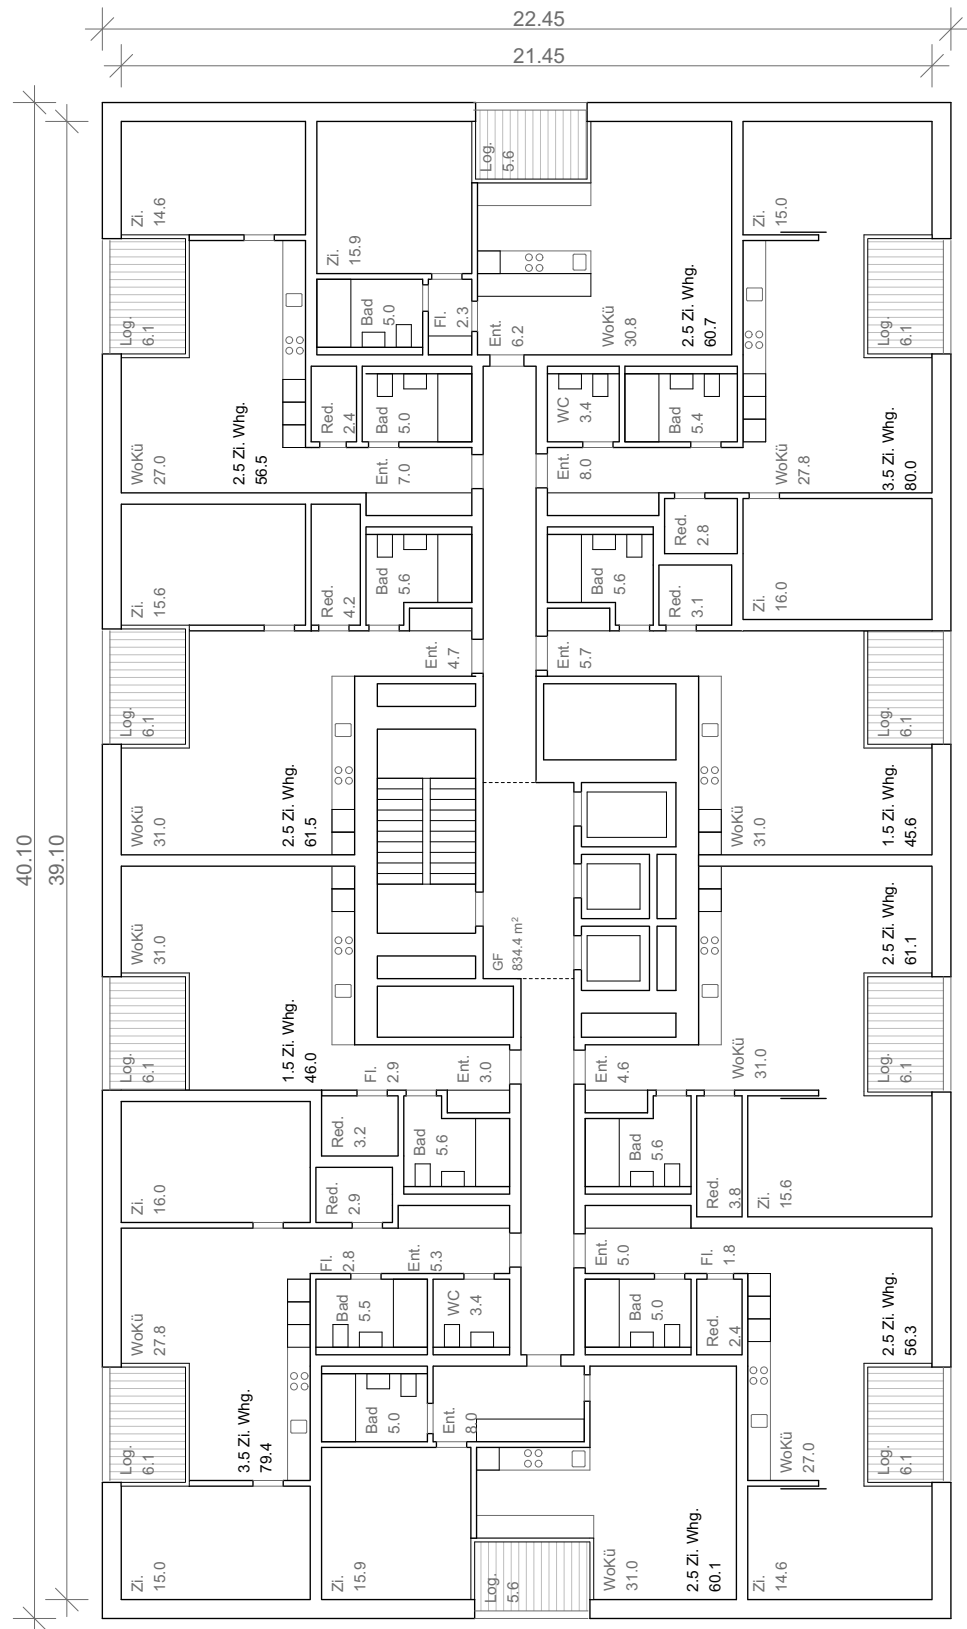 22.45
21.45
40.10
39.10
Zi.
14.6
Zi.
15.9
Log.
5.6
Zi.
15.0
Log.
6.1
Bad
5.0
Fl.
2.3
Ent.
6.2
WoKü
30.8
2.5 Zi. Whg.
60.7
Log.
6.1
WoKü
27.0
2.5 Zi. Whg.
56.5
Red.
2.4
Bad
5.0
Ent.
7.0
WC
3.4
Bad
5.4
Ent.
8.0
WoKü
27.8
3.5 Zi. Whg.
80.0
Zi.
15.6
Red.
4.2
Bad
5.6
Bad
5.6
Red.
2.8
Red.
3.1
Zi.
16.0
Ent.
4.7
Ent.
5.7
Log.
6.1
Log.
6.1
WoKü
31.0
2.5 Zi. Whg.
61.5
WoKü
31.0
1.5 Zi. Whg.
45.6
WoKü
31.0
GF
834.4 m²
2.5 Zi. Whg.
61.1
Log.
6.1
1.5 Zi. Whg.
46.0
Fl.
2.9
Ent.
3.0
Ent.
4.6
WoKü
31.0
Log.
6.1
Red.
3.2
Bad
5.6
Bad
5.6
Zi.
16.0
Red.
2.9
Red.
3.8
Zi.
15.6
Fl.
2.8
Ent.
5.3
Ent.
5.0
Fl.
1.8
WoKü
27.8
Bad
5.5
WC
3.4
Bad
5.0
Red.
2.4
2.5 Zi. Whg.
56.3
Log.
6.1
3.5 Zi. Whg.
79.4
Bad
5.0
Ent.
8.0
WoKü
27.0
Log.
6.1
Zi.
15.0
Zi.
15.9
Log.
5.6
WoKü
31.0
2.5 Zi. Whg.
60.1
Zi.
14.6